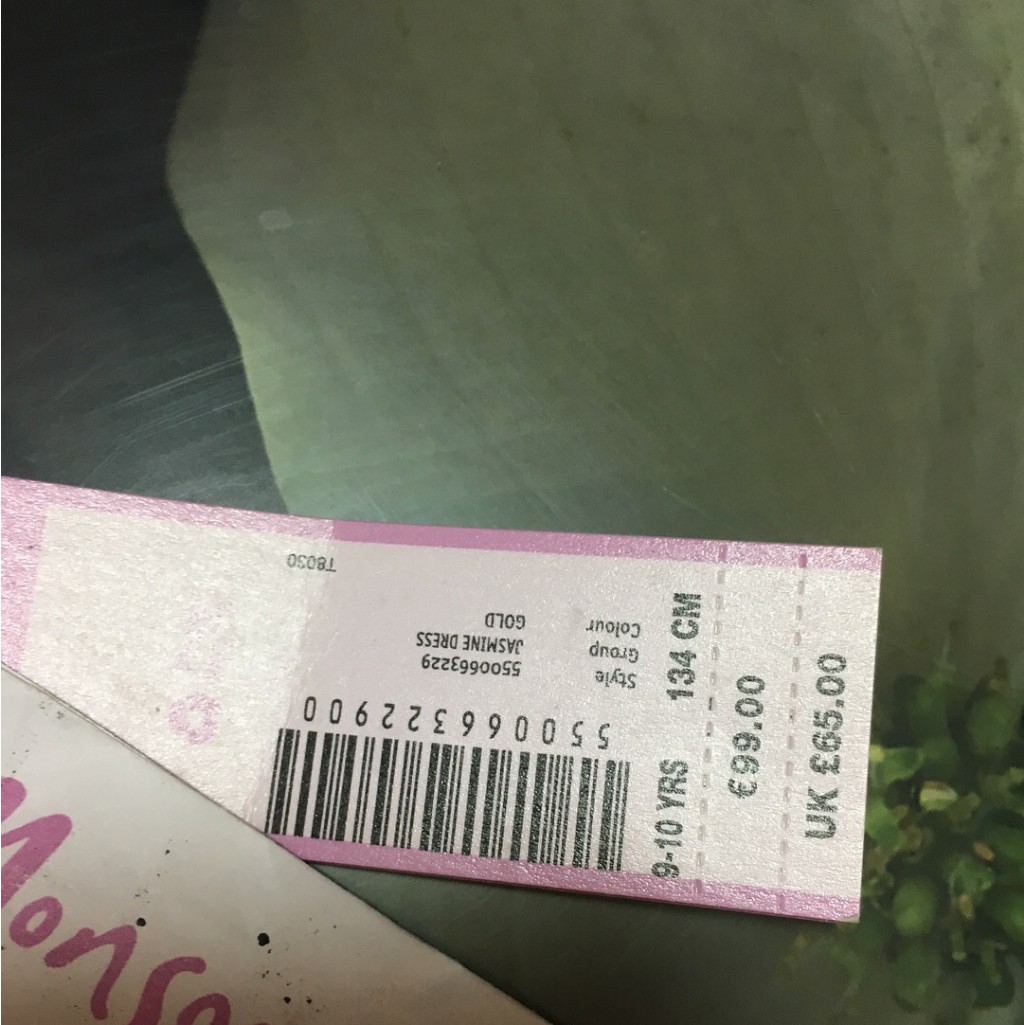 T8030
Style 5500663229
Group JASMINE DRESS
Colour GOLD
550066322900
9-10 YRS 134 CM
€99.00
UK £65.00